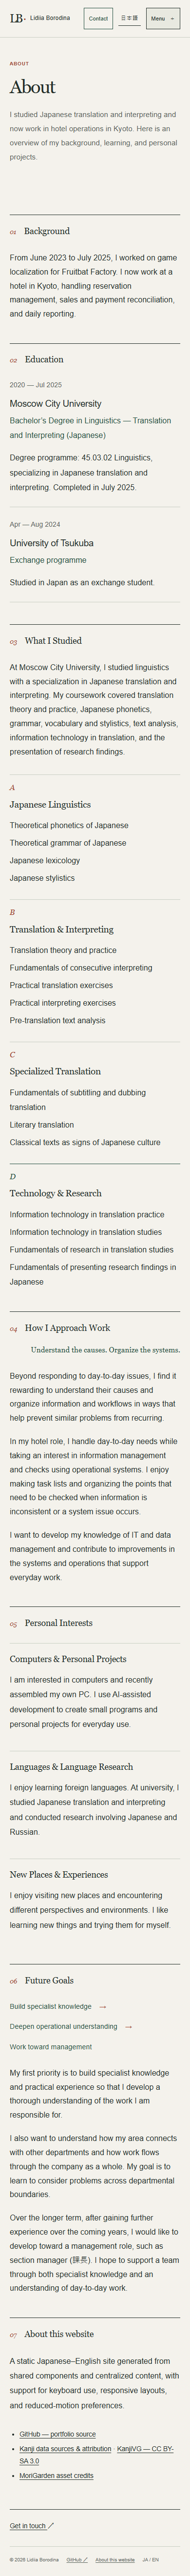 LB. Lidiia Borodina Contact 日本語 Menu
ABOUT
About
I studied Japanese translation and interpreting and
now work in hotel operations in Kyoto. Here is an
overview of my background, learning, and personal
projects.
01 Background
From June 2023 to July 2025, I worked on game
localization for Fruitbat Factory. I now work at a
hotel in Kyoto, handling reservation
management, sales and payment reconciliation,
and daily reporting.
02 Education
2020 — Jul 2025
Moscow City University
Bachelor's Degree in Linguistics — Translation
and Interpreting (Japanese)
Degree programme: 45.03.02 Linguistics,
specializing in Japanese translation and
interpreting. Completed in July 2025.
Apr — Aug 2024
University of Tsukuba
Exchange programme
Studied in Japan as an exchange student.
03 What I Studied
At Moscow City University, I studied linguistics
with a specialization in Japanese translation and
interpreting. My coursework covered translation
theory and practice, Japanese phonetics,
grammar, vocabulary and stylistics, text analysis,
information technology in translation, and the
presentation of research findings.
A
Japanese Linguistics
Theoretical phonetics of Japanese
Theoretical grammar of Japanese
Japanese lexicology
Japanese stylistics
B
Translation & Interpreting
Translation theory and practice
Fundamentals of consecutive interpreting
Practical translation exercises
Practical interpreting exercises
Pre-translation text analysis
C
Specialized Translation
Fundamentals of subtitling and dubbing
translation
Literary translation
Classical texts as signs of Japanese culture
D
Technology & Research
Information technology in translation practice
Information technology in translation studies
Fundamentals of research in translation studies
Fundamentals of presenting research findings in
Japanese
04 How I Approach Work
Understand the causes. Organize the systems.
Beyond responding to day-to-day issues, I find it
rewarding to understand their causes and
organize information and workflows in ways that
help prevent similar problems from recurring.
In my hotel role, I handle day-to-day needs while
taking an interest in information management
and checks using operational systems. I enjoy
making task lists and organizing the points that
need to be checked when information is
inconsistent or a system issue occurs.
I want to develop my knowledge of IT and data
management and contribute to improvements in
the systems and operations that support
everyday work.
05 Personal Interests
Computers & Personal Projects
I am interested in computers and recently
assembled my own PC. I use AI-assisted
development to create small programs and
personal projects for everyday use.
Languages & Language Research
I enjoy learning foreign languages. At university, I
studied Japanese translation and interpreting
and conducted research involving Japanese and
Russian.
New Places & Experiences
I enjoy visiting new places and encountering
different perspectives and environments. I like
learning new things and trying them for myself.
06 Future Goals
Build specialist knowledge →
Deepen operational understanding →
Work toward management
My first priority is to build specialist knowledge
and practical experience so that I develop a
thorough understanding of the work I am
responsible for.
I also want to understand how my area connects
with other departments and how work flows
through the company as a whole. My goal is to
learn to consider problems across departmental
boundaries.
Over the longer term, after gaining further
experience over the coming years, I would like to
develop toward a management role, such as
section manager (課長). I hope to support a team
through both specialist knowledge and an
understanding of day-to-day work.
07 About this website
A static Japanese–English site generated from
shared components and centralized content, with
support for keyboard use, responsive layouts,
and reduced-motion preferences.
• GitHub — portfolio source
• Kanji data sources & attribution · KanjiVG — CC BY-
SA 3.0
• MoriGarden asset credits
Get in touch ↗
© 2026 Lidiia Borodina GitHub ↗ About this website JA / EN